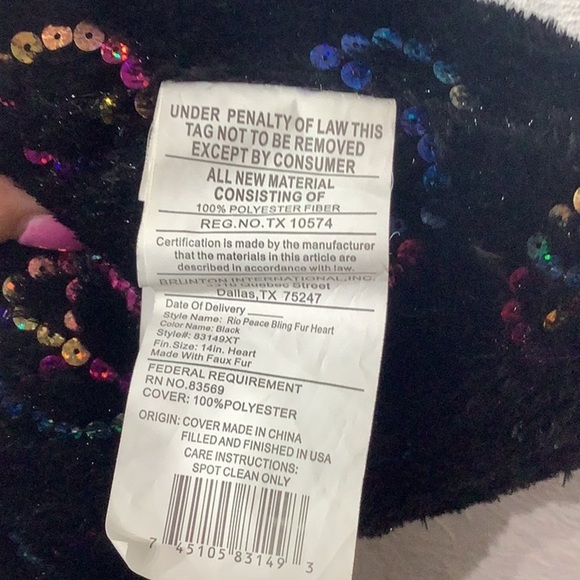 UNDER PENALTY OF LAW THIS
TAG NOT TO BE REMOVED
EXCEPT BY CONSUMER
ALL NEW MATERIAL
CONSISTING OF
100% POLYESTER FIBER
REG.NO.TX 10574
Certification is made by the manufacturer
that the materials in this article are
described in accordance with law.
BRUNTON INTERNATIONAL,INC.
Quebec Street
Dallas,TX 75247
Date Of Delivery
Style Name: Rio Peace Bling Fur Heart
Color Name: Black
Style#: 83149XT
Fin.Size: 14in. Heart
Made With Faux Fur
FEDERAL REQUIREMENT
RN NO.83569
COVER: 100%POLYESTER
ORIGIN: COVER MADE IN CHINA
FILLED AND FINISHED IN USA
CARE INSTRUCTIONS:
SPOT CLEAN ONLY
7 45105 83149 3